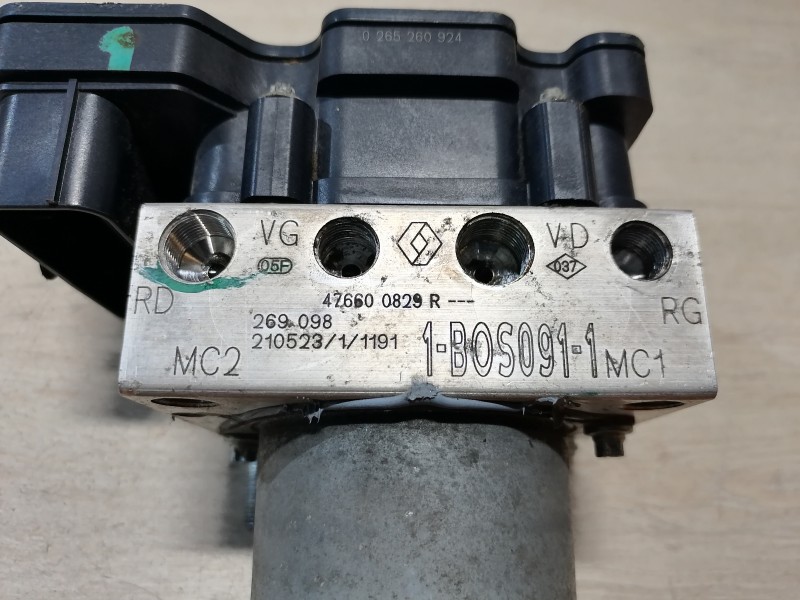 1
0 265 260 924
VG
VD
05F
037
RD
47660 0829 R ---
RG
269 098
210523/1/1191
1-BOS091-1
MC2
MC1